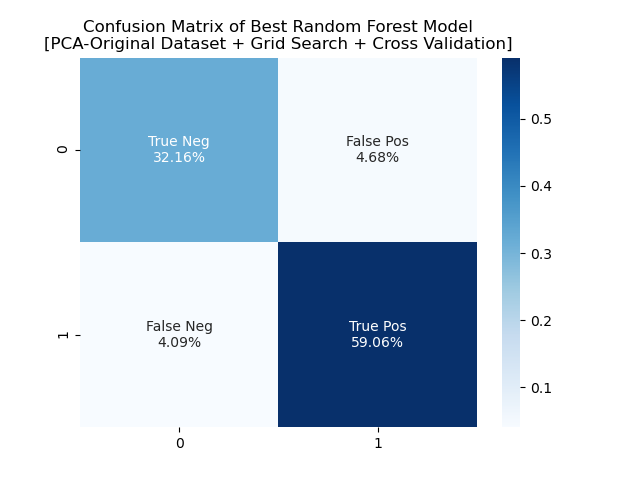 Confusion Matrix of Best Random Forest Model
[PCA-Original Dataset + Grid Search + Cross Validation]
0
True Neg
32.16%
False Pos
4.68%
1
False Neg
4.09%
True Pos
59.06%
0
1
0.5
0.4
0.3
0.2
0.1